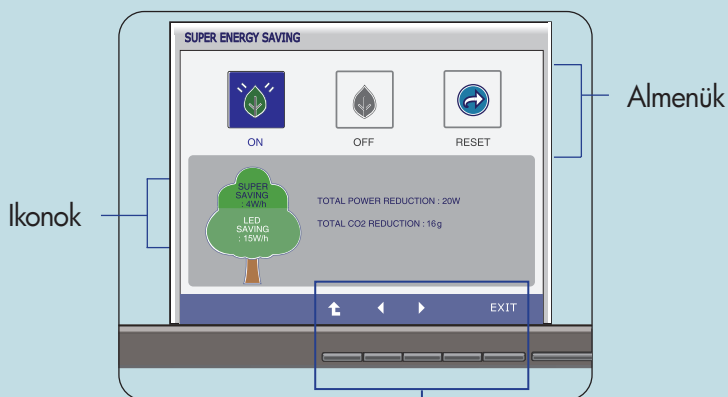 SUPER ENERGY SAVING
Almenük
ON
OFF
RESET
Ikonok
SUPER
SAVING
: 4W/h
LED
SAVING
: 15W/h
TOTAL POWER REDUCTION : 20W
TOTAL CO2 REDUCTION : 16g
EXIT